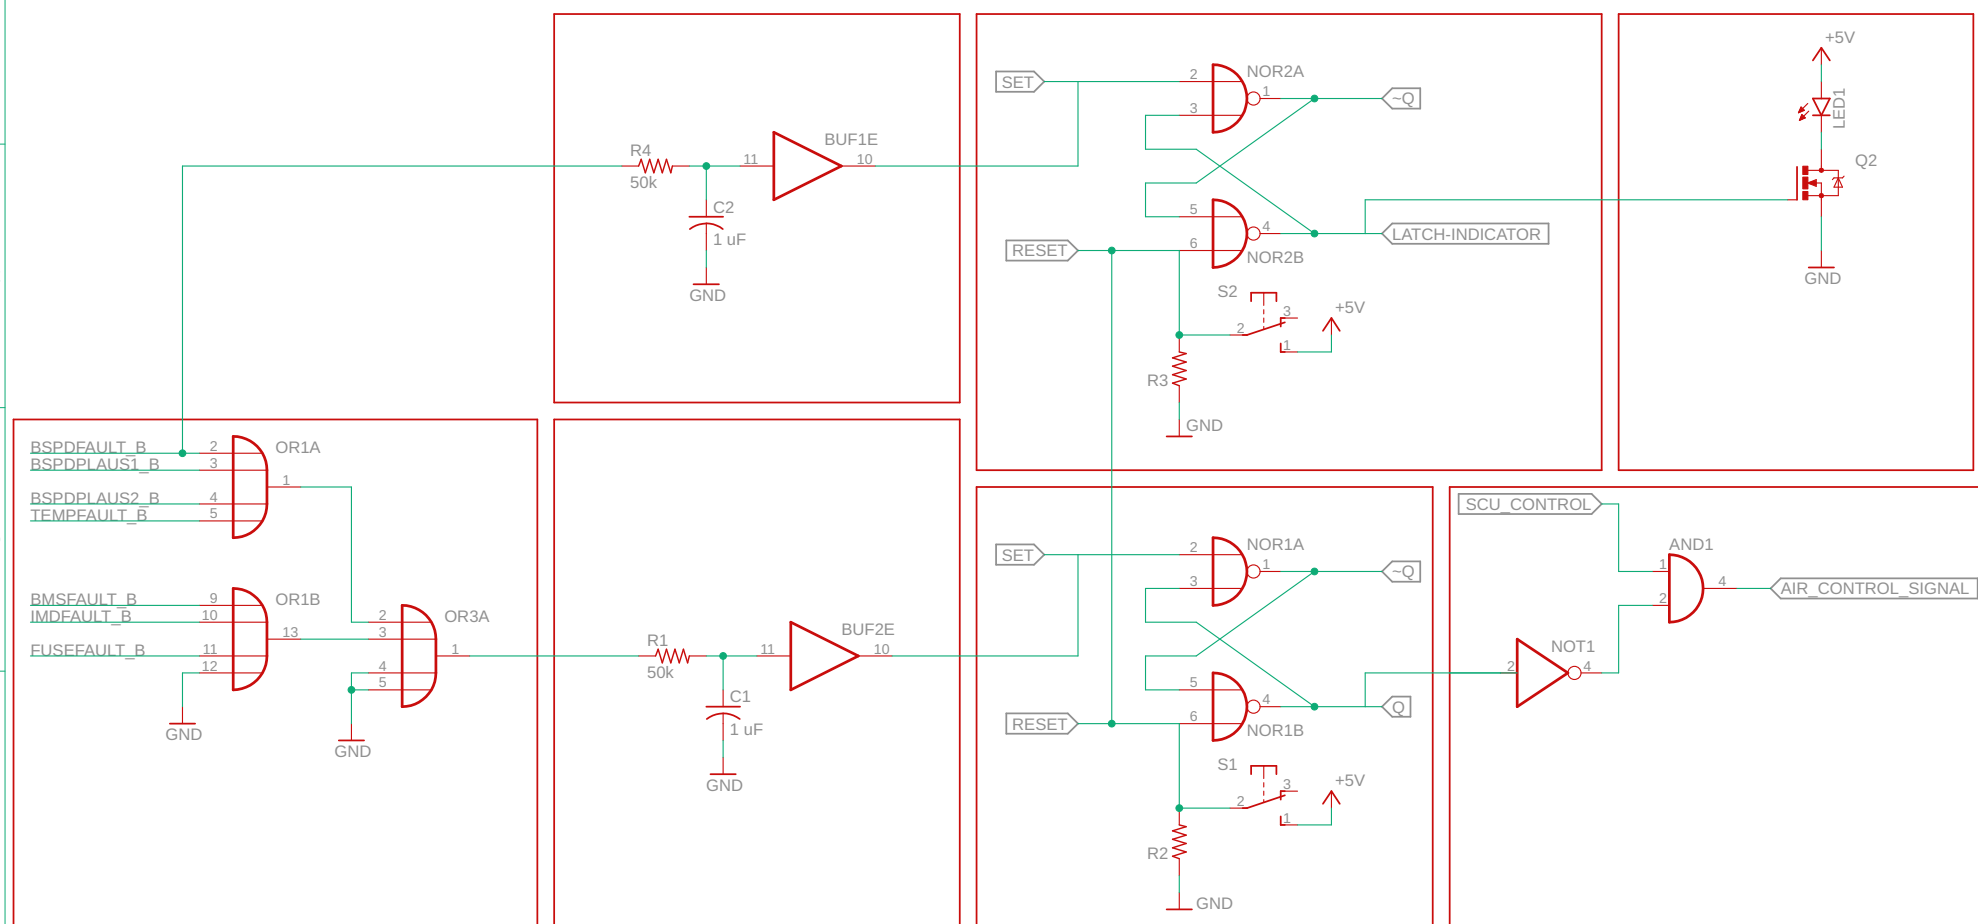 R4
50k
11
BUF1E
10
C2
1 uF
GND
SET
2
3
NOR2A
1
~Q
5
6
4
NOR2B
RESET
LATCH-INDICATOR
S2
3
2
1
+5V
R3
GND
+5V
LED1
Q2
GND
BSPDFAULT_B
2
OR1A
BSPDPLAUS1_B
3
1
BSPDPLAUS2_B
4
TEMPFAULT_B
5
BMSFAULT_B
9
OR1B
IMDFAULT_B
10
13
FUSEFAULT_B
11
12
GND
2
3
4
5
OR3A
1
GND
R1
50k
11
BUF2E
10
C1
1 uF
GND
SET
2
3
NOR1A
1
~Q
5
6
4
NOR1B
RESET
Q
S1
3
2
1
+5V
R2
GND
SCU_CONTROL
AND1
1
2
4
AIR_CONTROL_SIGNAL
NOT1
2
4